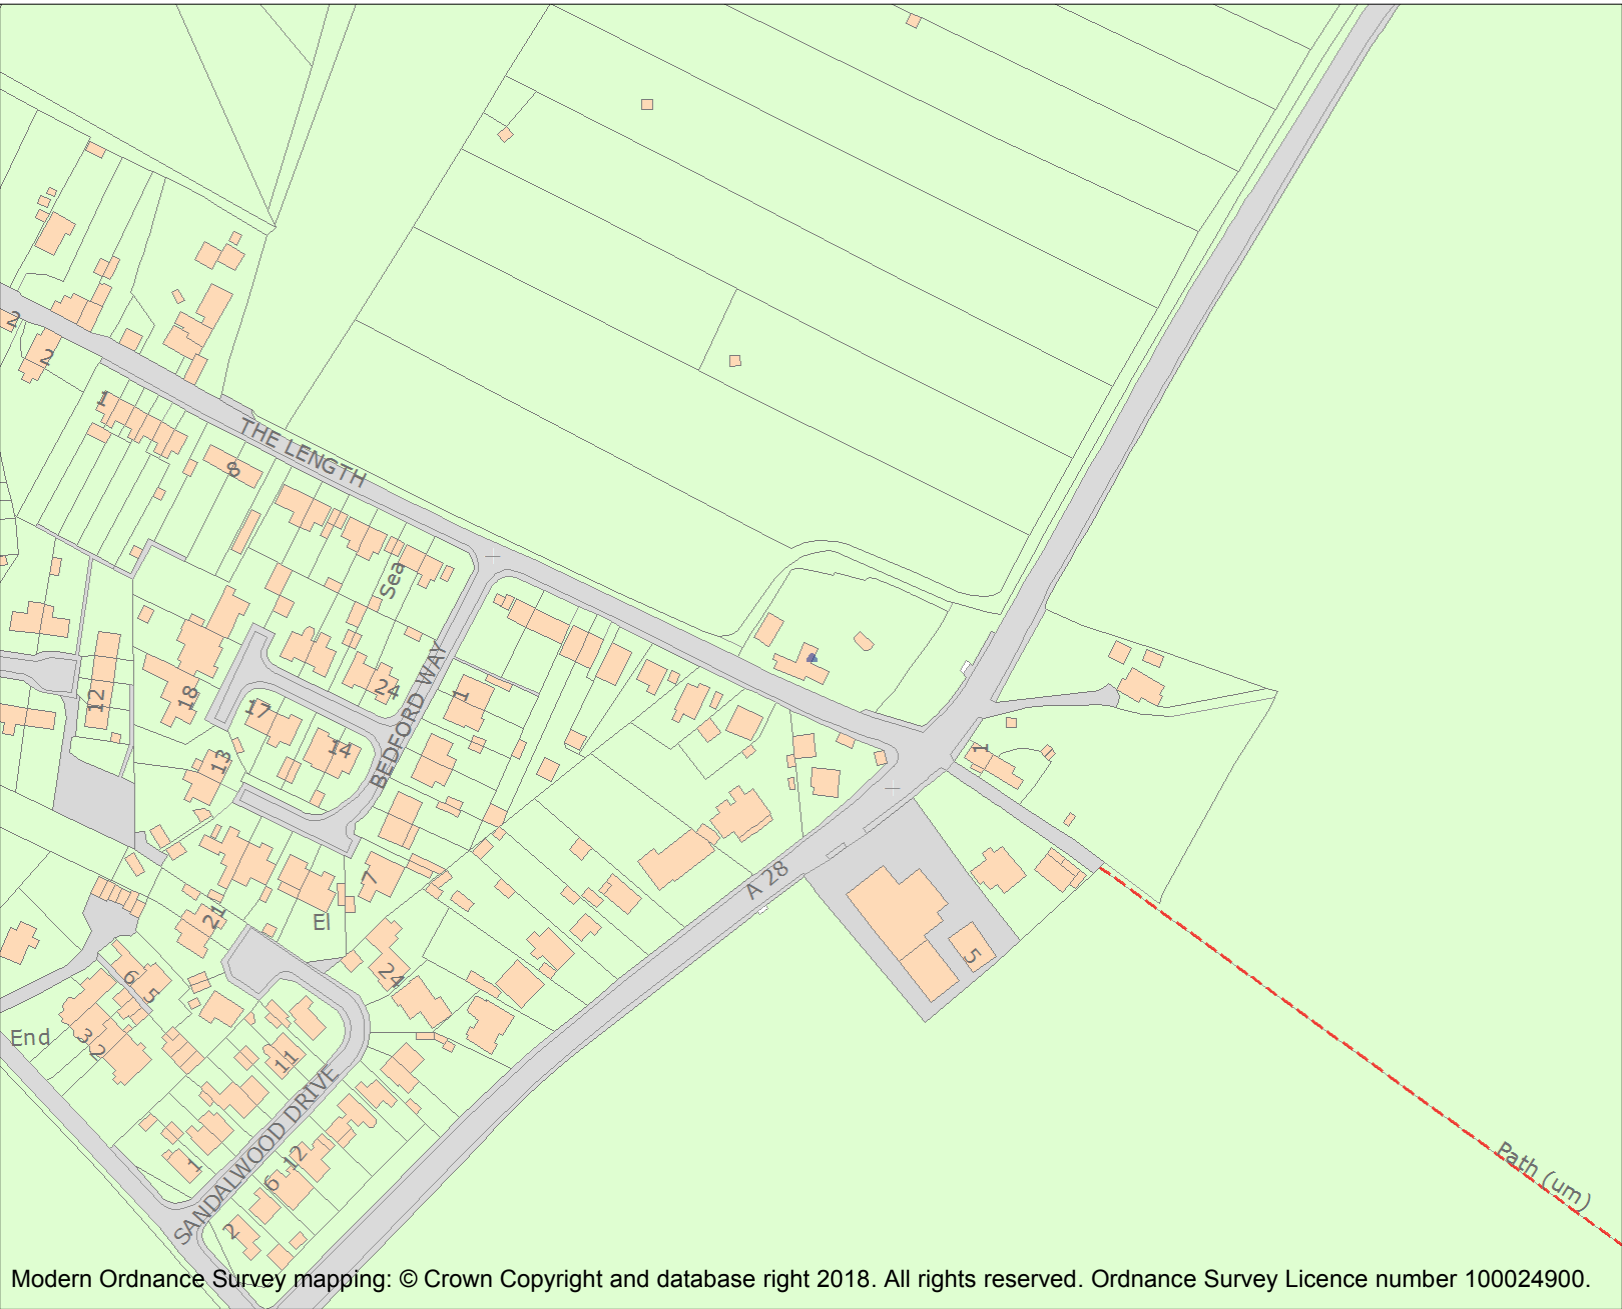 2
2
1
THE LENGTH
8
Sea
12
18
17
24
BEDFORD WAY
1
14
13
1
A 28
7
21
El
24
5
6
5
End
3
2
11
SANDALWOOD DRIVE
1
12
6
2
Path (um)
Modern Ordnance Survey mapping: © Crown Copyright and database right 2018. All rights reserved. Ordnance Survey Licence number 100024900.